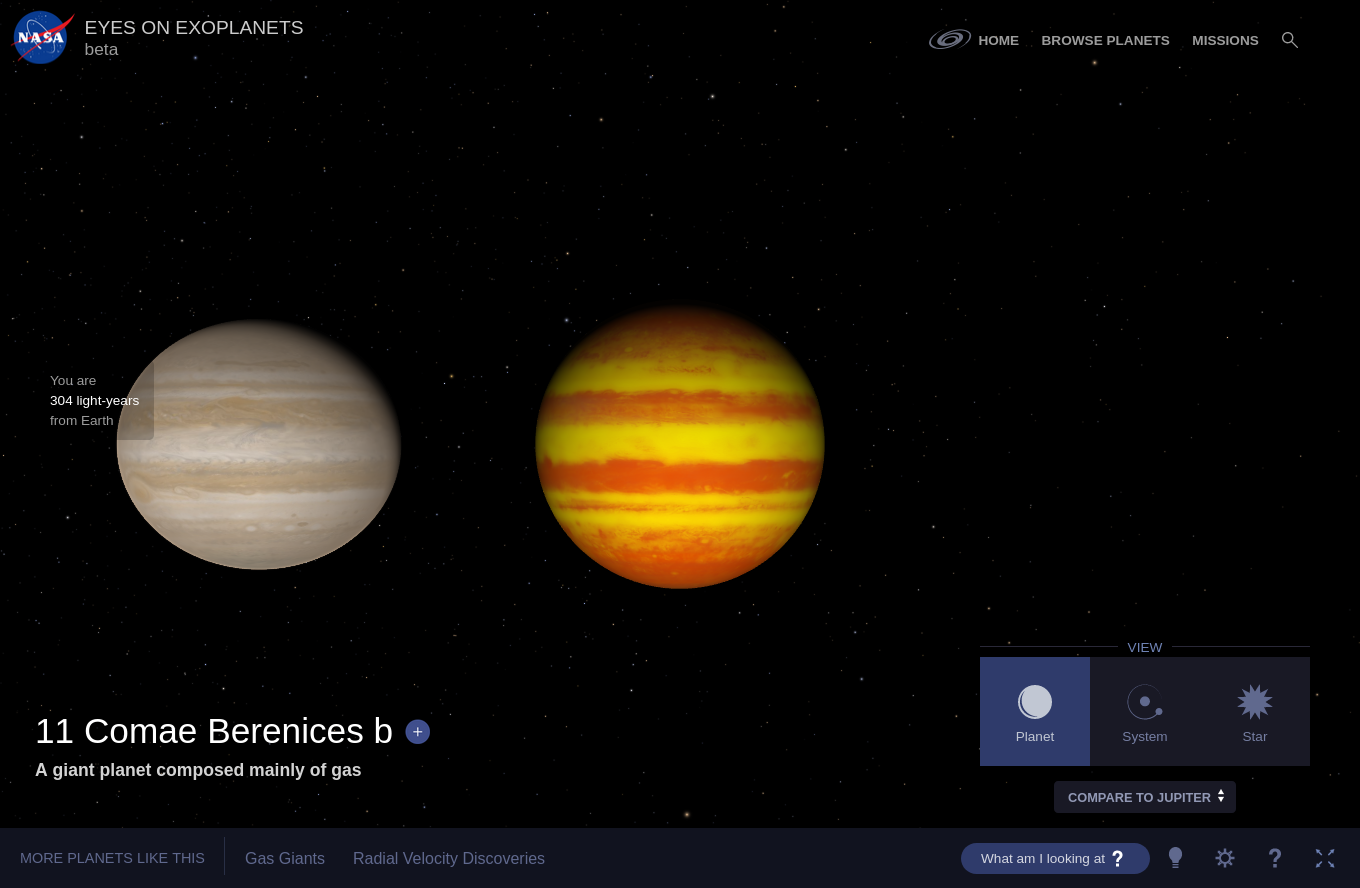 NASA
EYES ON EXOPLANETS
beta
HOME
BROWSE PLANETS
MISSIONS
You are
304 light-years
from Earth
11 Comae Berenices b +
A giant planet composed mainly of gas
VIEW
Planet
System
Star
COMPARE TO JUPITER
MORE PLANETS LIKE THIS
Gas Giants
Radial Velocity Discoveries
What am I looking at ?
?